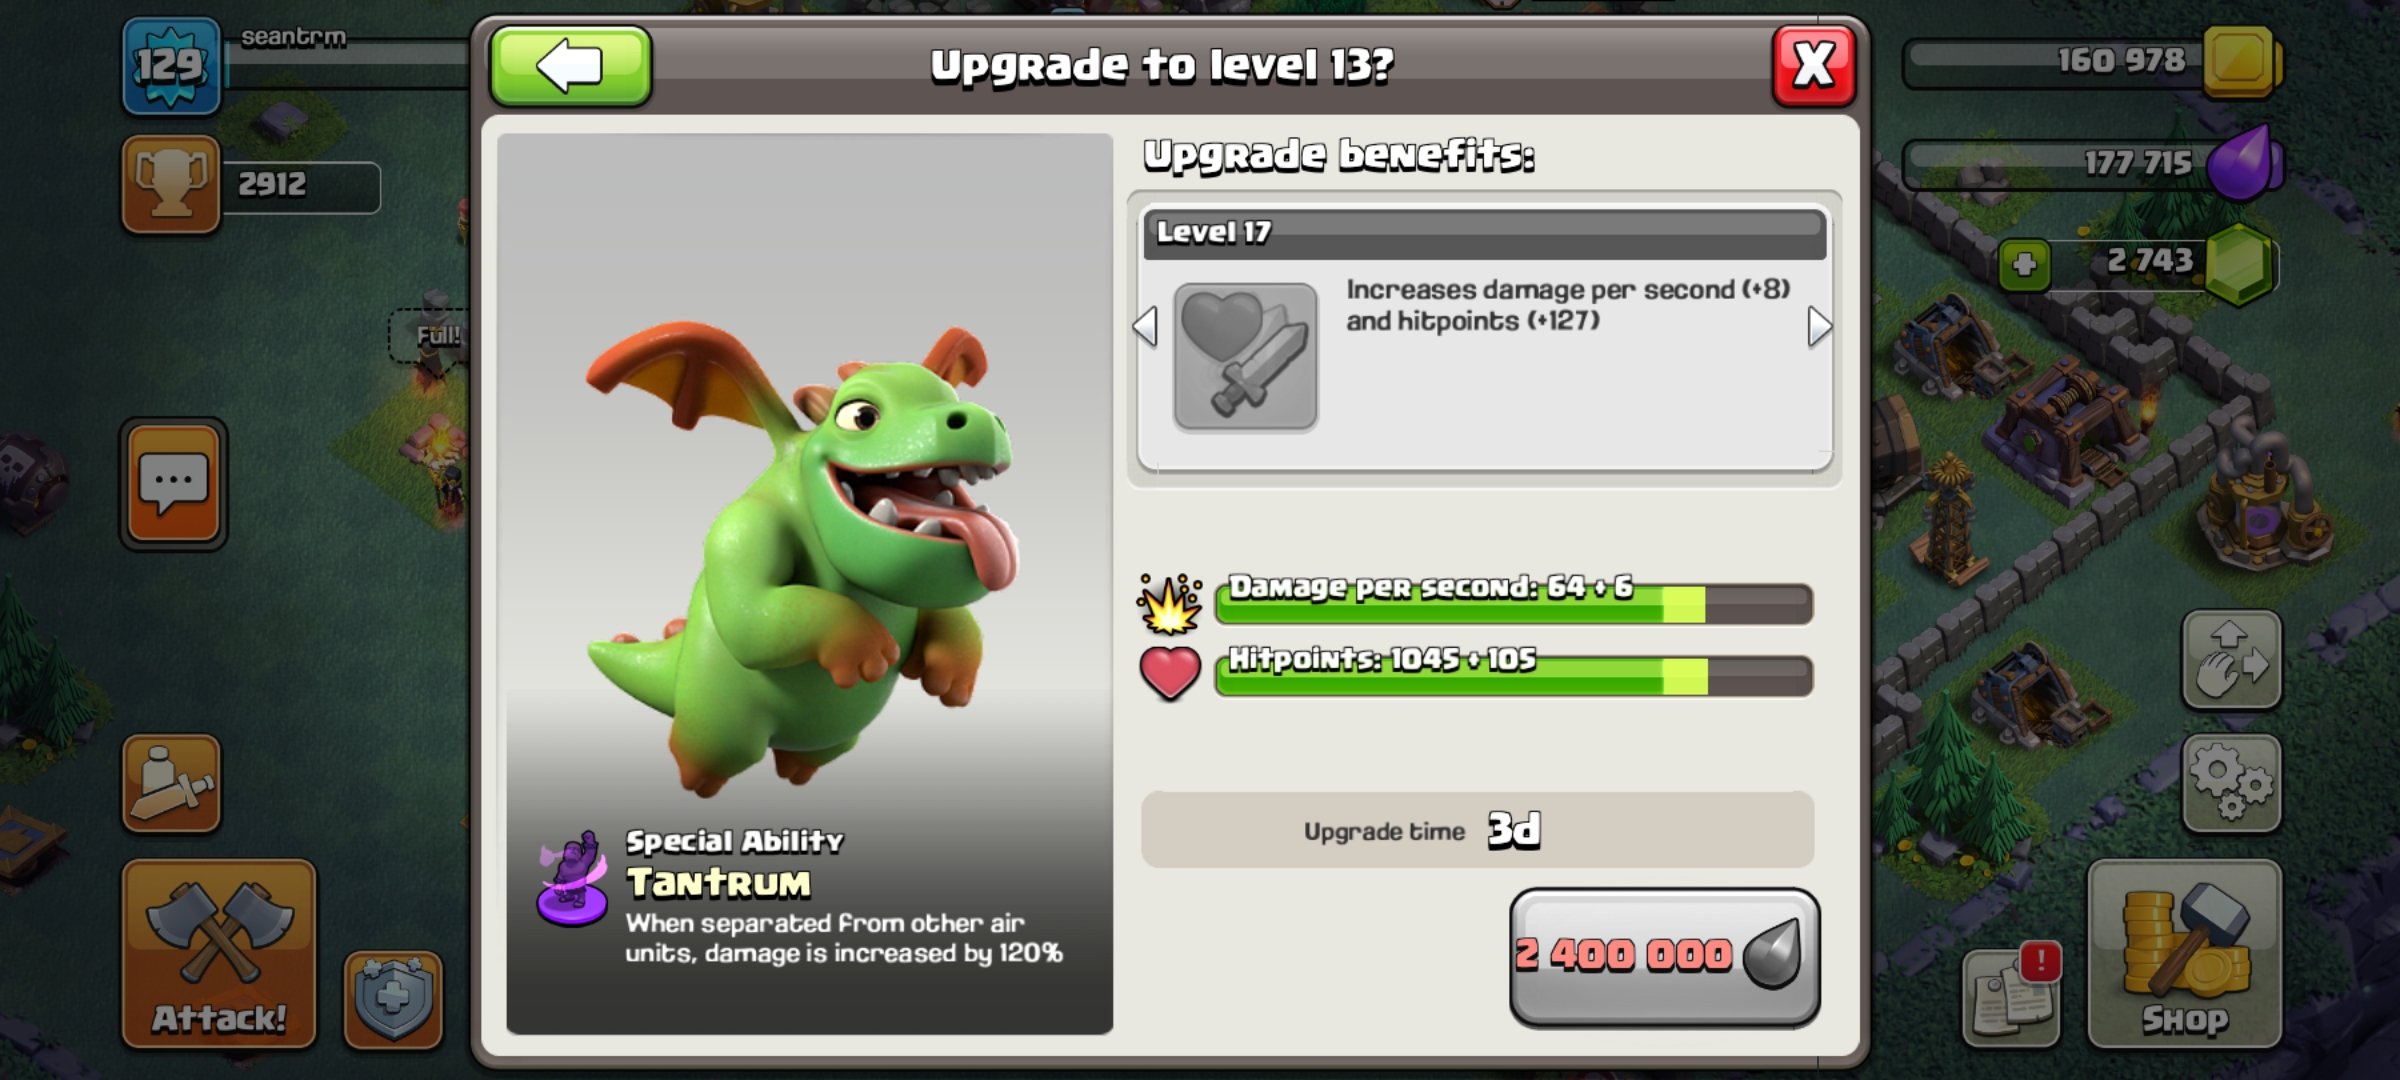 129
seantrm
2912
Full!
Attack!
Upgrade to level 13?
X
Special Ability
Tantrum
When separated from other air
units, damage is increased by 120%
Upgrade benefits:
Level 17
Increases damage per second (+8)
and hitpoints (+127)
Damage per second: 64 + 6
Hitpoints: 1045 + 105
Upgrade time 3d
2 400 000
160 978
177 715
2 743
!
Shop